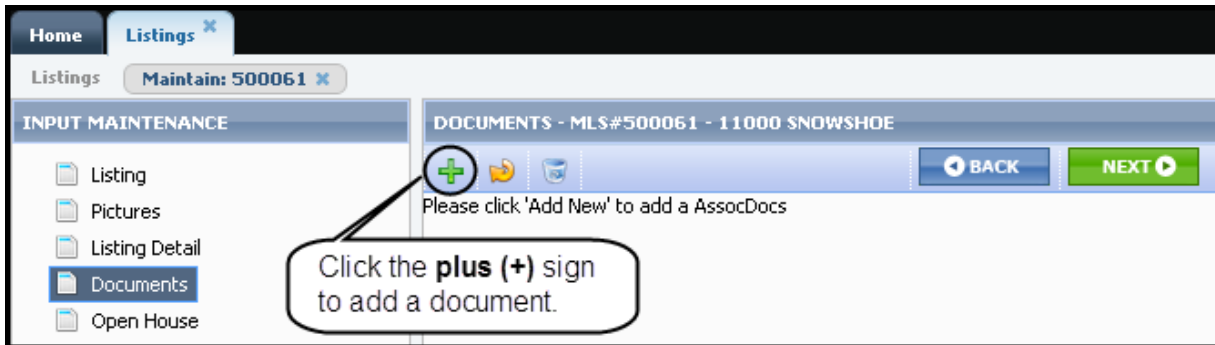 Home Listings
Listings Maintain: 500061
INPUT MAINTENANCE
DOCUMENTS - MLS#500061 - 11000 SNOWSHOE
BACK NEXT
Listing
Pictures
Listing Detail
Documents
Open House
Please click 'Add New' to add a AssocDocs
Click the plus (+) sign
to add a document.